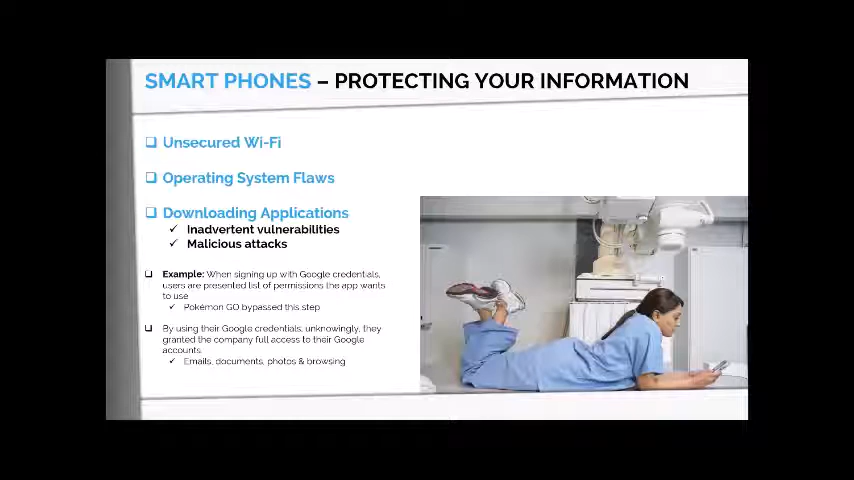 SMART PHONES – PROTECTING YOUR INFORMATION
❑ Unsecured Wi-Fi
❑ Operating System Flaws
❑ Downloading Applications
✓ Inadvertent vulnerabilities
✓ Malicious attacks
❑ Example: When signing up with Google credentials,
users are presented list of permissions the app wants
to use
✓ Pokémon GO bypassed this step
❑ By using their Google credentials, unknowingly, they
granted the company full access to their Google
accounts.
✓ Emails, documents, photos & browsing